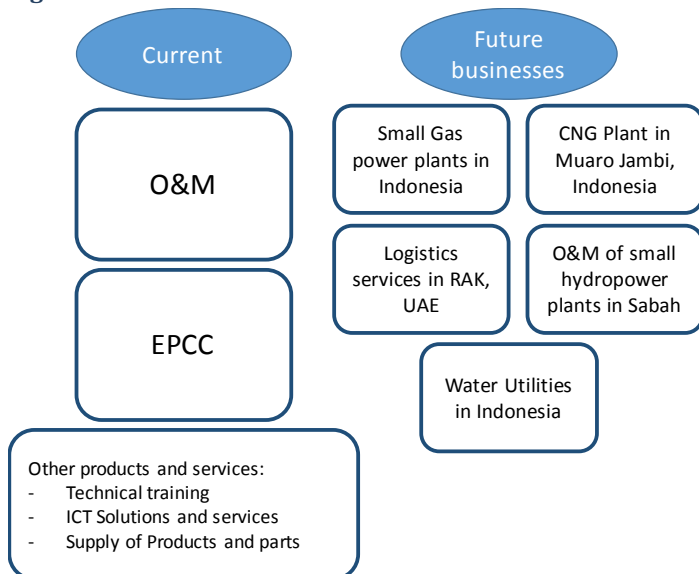 Current
O&M
EPCC
Other products and services:
- Technical training
- ICT Solutions and services
- Supply of Products and parts
Future
businesses
Small Gas
power plants in
Indonesia
CNG Plant in
Muaro Jambi,
Indonesia
Logistics
services in RAK,
UAE
O&M of small
hydropower
plants in Sabah
Water Utilities
in Indonesia